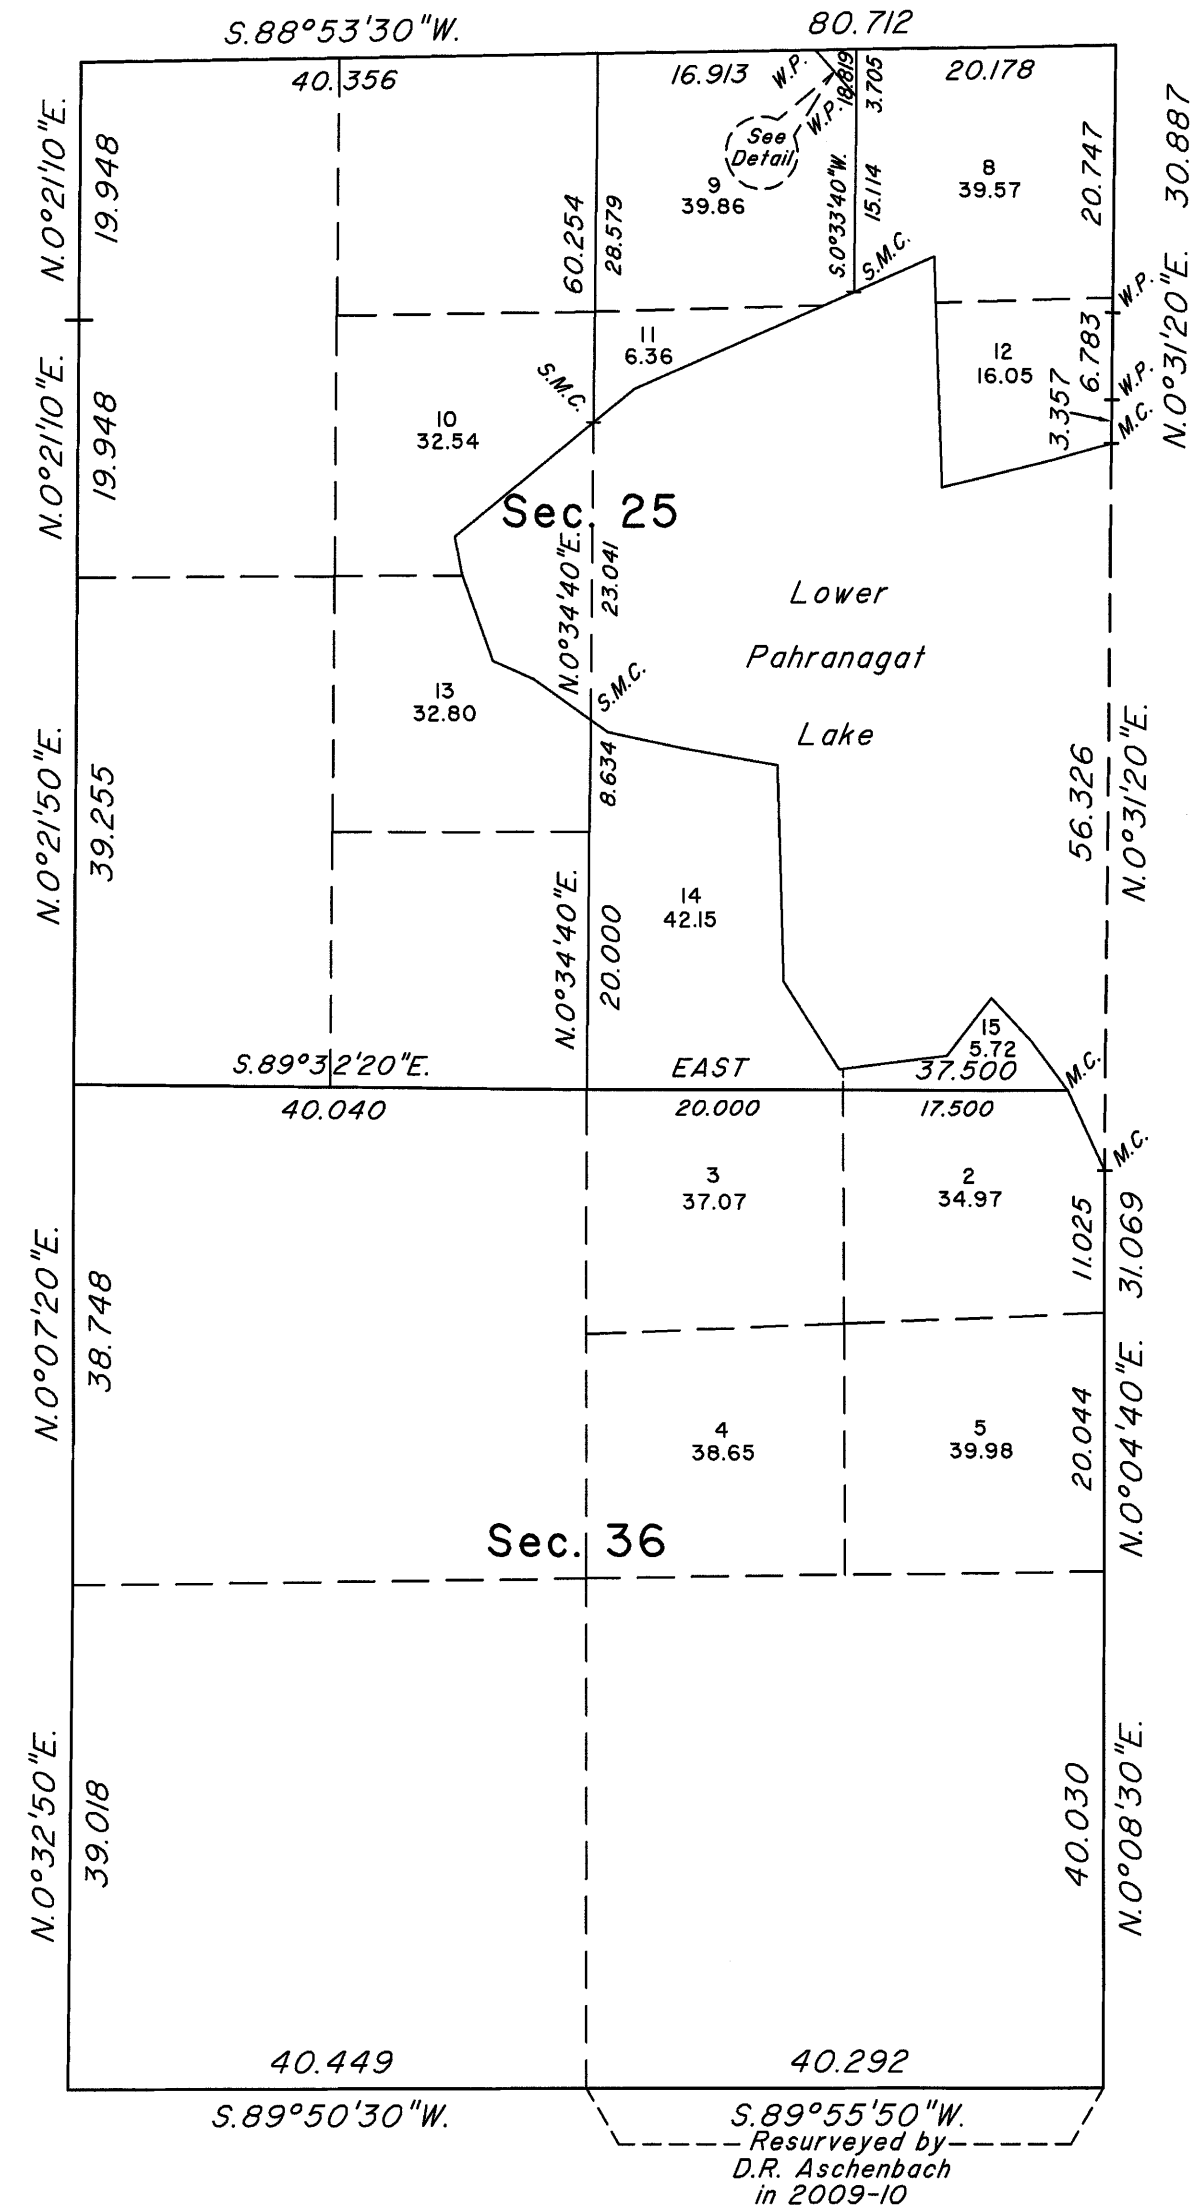 S.88°53'30"W.
80.712
40.356
16.913
W.P.
18.819
3.705
20.178
N.0°21'10"E.
19.948
See
Detail
W.P.
9
39.86
S.0°33'40"W.
15.114
8
39.57
20.747
30.887
60.254
28.579
S.M.C.
W.P.
N.0°31'20"E.
11
6.36
12
16.05
6.783
W.P.
3.357
M.C.
S.M.C.
N.0°21'10"E.
19.948
10
32.54
Sec. 25
N.0°34'40"E.
23.041
Lower
Pahranagat
Lake
S.M.C.
13
32.80
8.634
N.0°21'50"E.
39.255
56.326
N.0°31'20"E.
14
42.15
N.0°34'40"E.
20.000
15
5.72
S.89°32'20"E.
EAST
37.500
M.C.
40.040
20.000
17.500
M.C.
3
37.07
2
34.97
11.025
31.069
N.0°07'20"E.
38.748
4
38.65
5
39.98
20.044
N.0°04'40"E.
Sec. 36
N.0°32'50"E.
39.018
40.030
N.0°08'30"E.
40.449
40.292
S.89°50'30"W.
S.89°55'50"W.
Resurveyed by
D.R. Aschenbach
in 2009-10